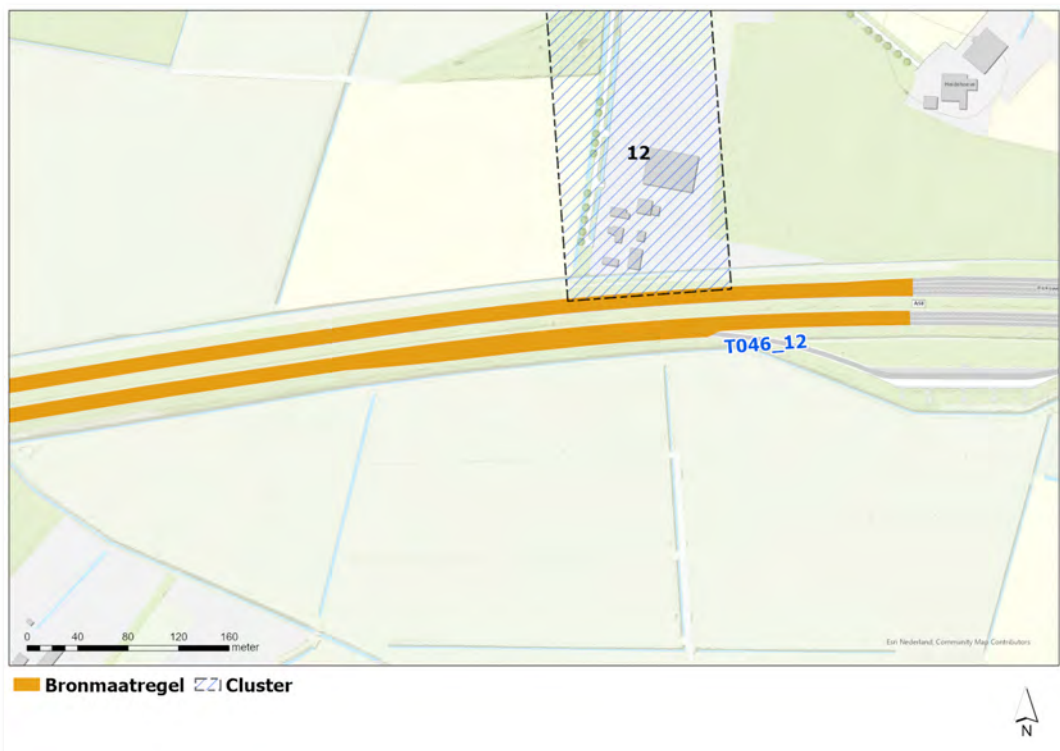 12
T046_12
0 40 80 120 160
meter
Esri Nederland, Community Map Contributors
Bronmaatregel Cluster
N